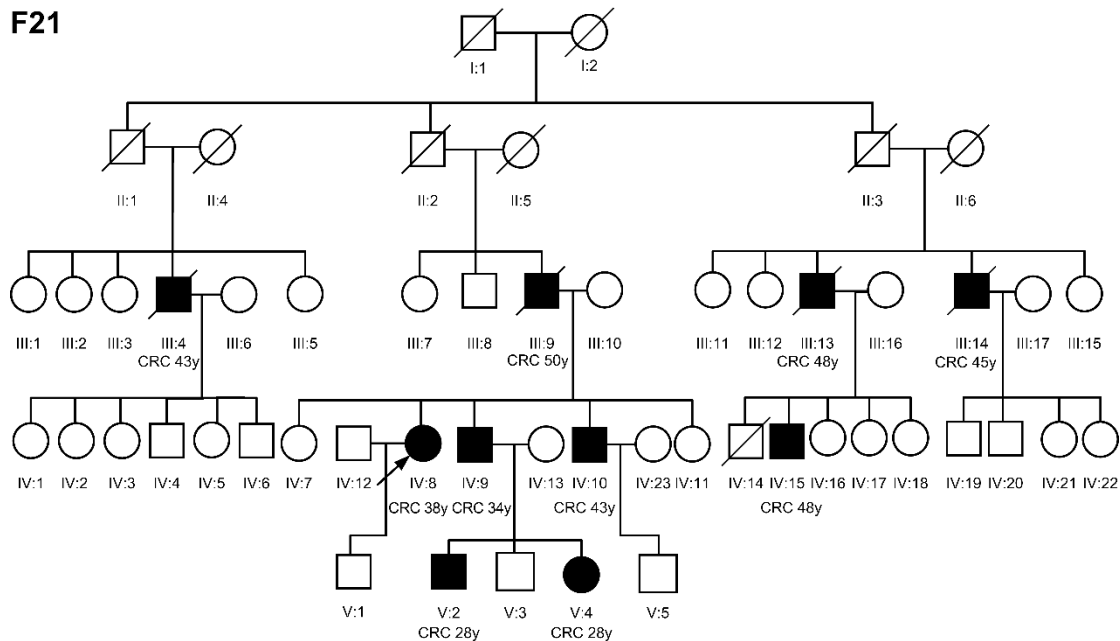 F21
I:1 I:2
II:1 II:4 II:2 II:5 II:3 II:6
III:1 III:2 III:3 III:4 III:6 III:5 III:7 III:8 III:9 III:10 III:11 III:12 III:13 III:16 III:14 III:17 III:15
CRC 43y CRC 50y CRC 48y CRC 45y
IV:1 IV:2 IV:3 IV:4 IV:5 IV:6 IV:7 IV:12 IV:8 IV:9 IV:13 IV:10 IV:23 IV:11 IV:14 IV:15 IV:16 IV:17 IV:18 IV:19 IV:20 IV:21 IV:22
CRC 38y CRC 34y CRC 43y CRC 48y
V:1 V:2 V:3 V:4 V:5
CRC 28y CRC 28y